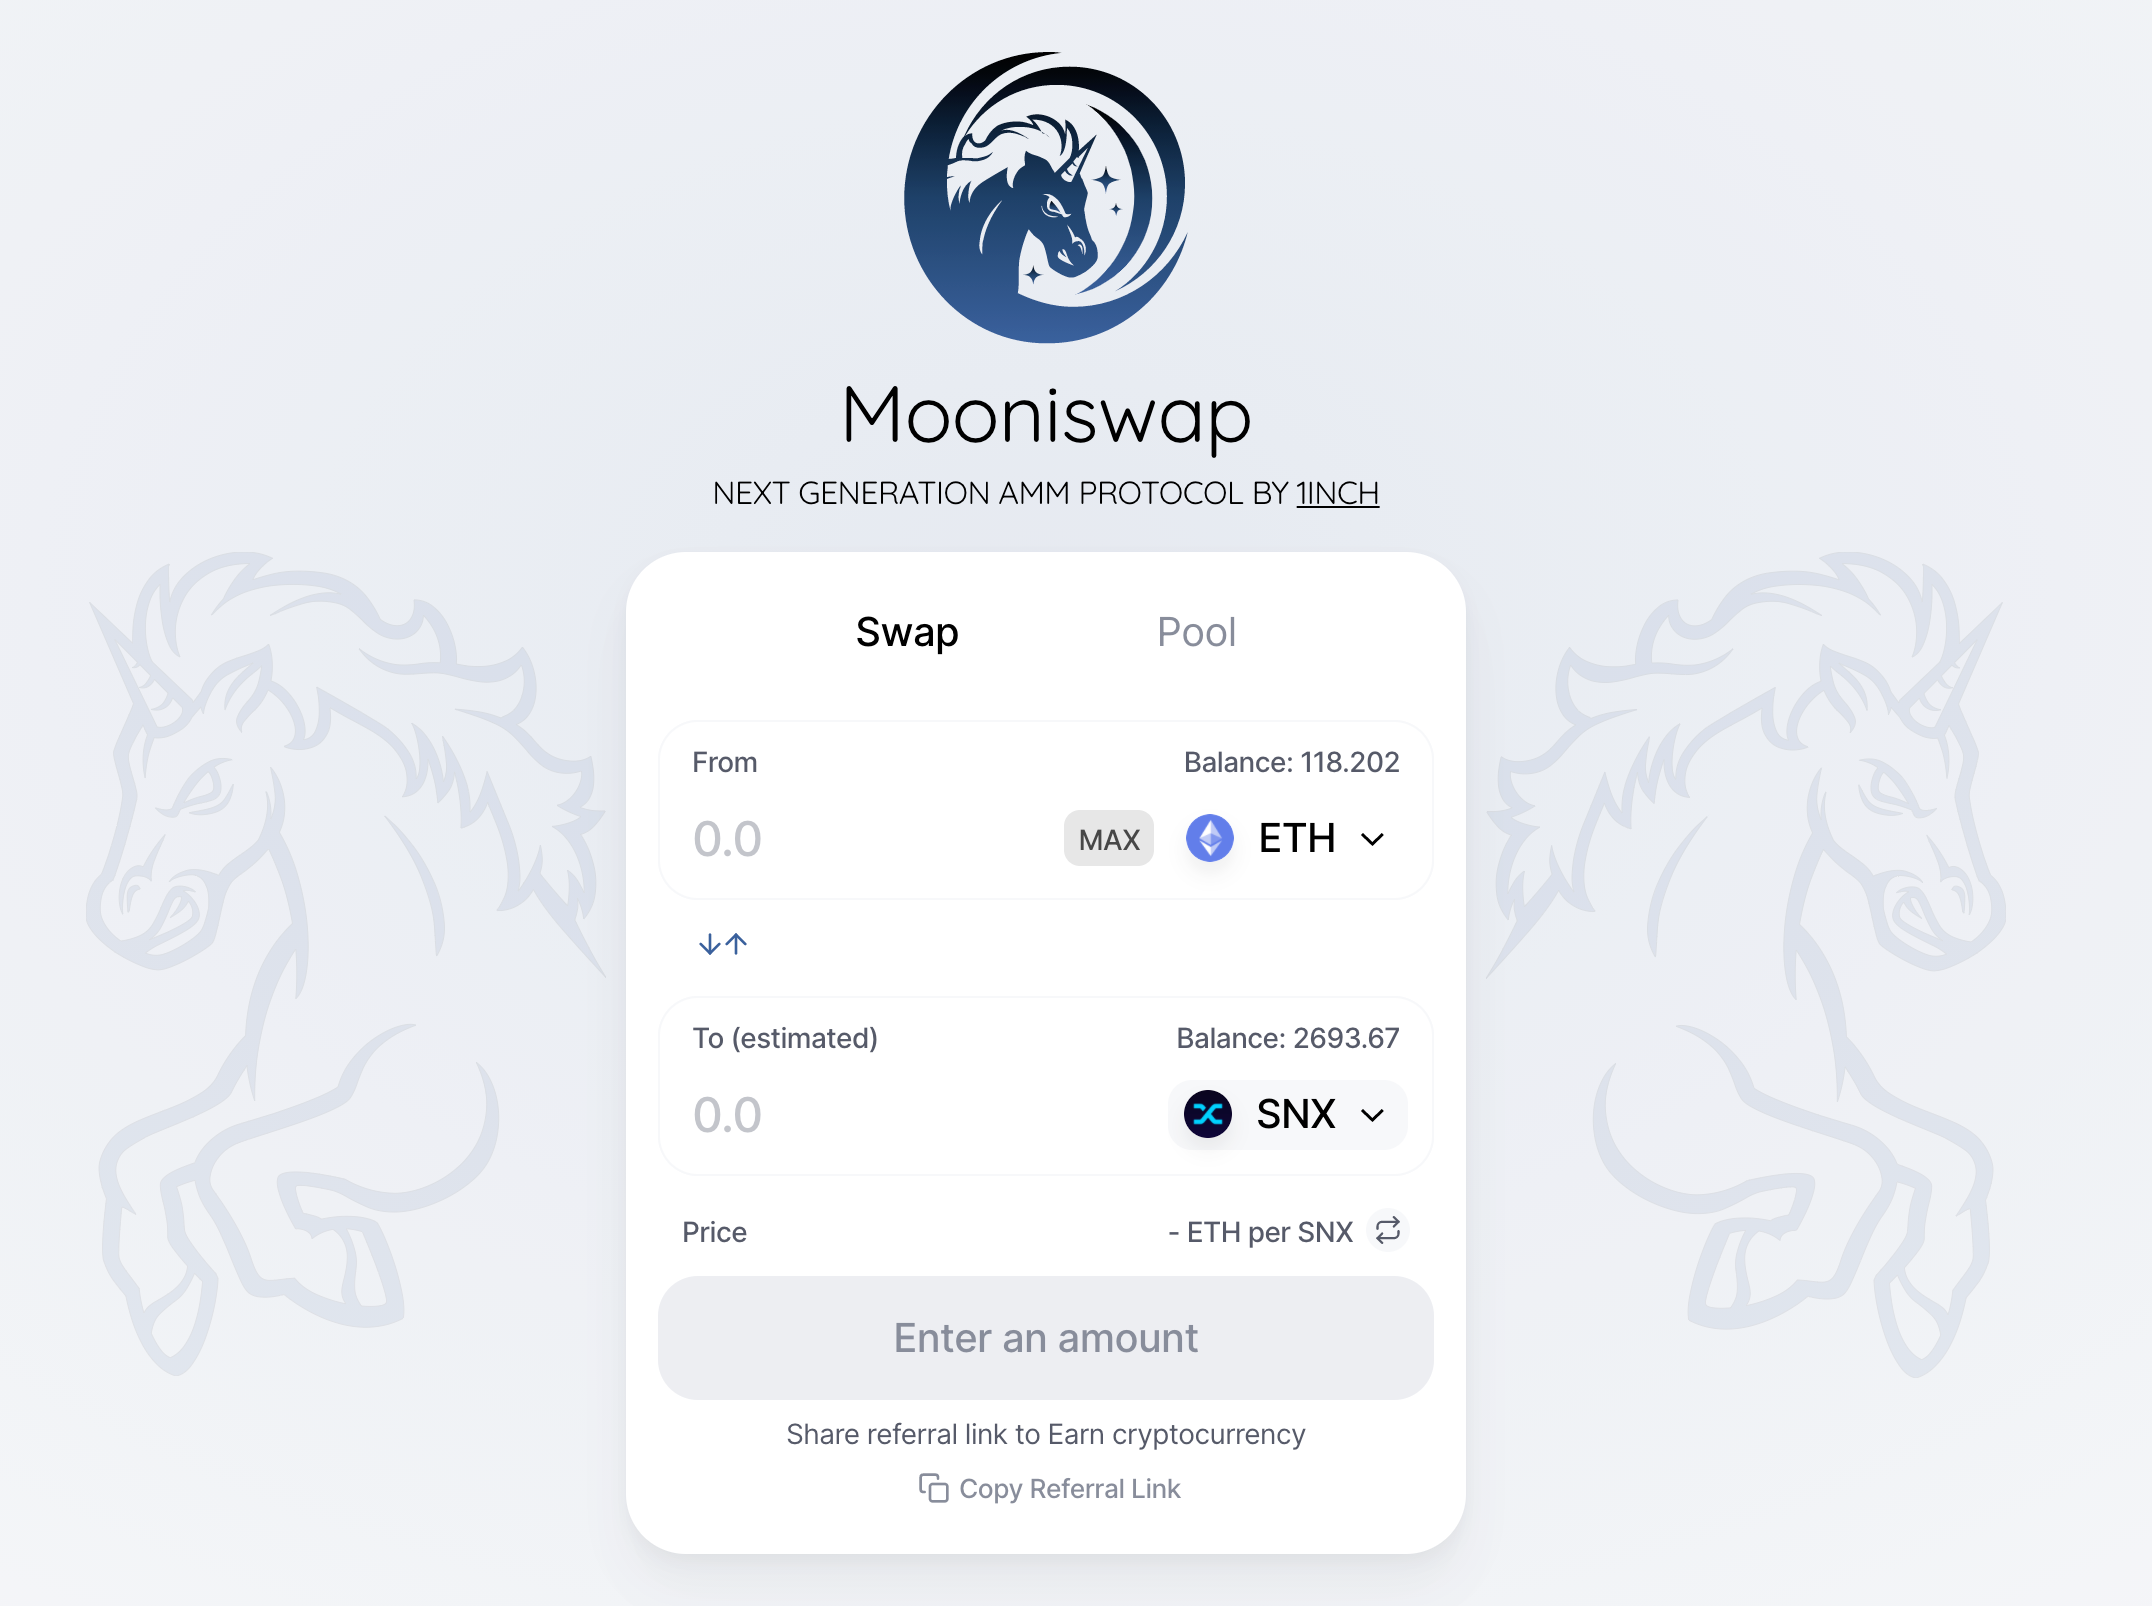 Mooniswap
NEXT GENERATION AMM PROTOCOL BY 1INCH
Swap Pool
From Balance: 118.202
0.0 MAX ETH
To (estimated) Balance: 2693.67
0.0 SNX
Price - ETH per SNX
Enter an amount
Share referral link to Earn cryptocurrency
Copy Referral Link